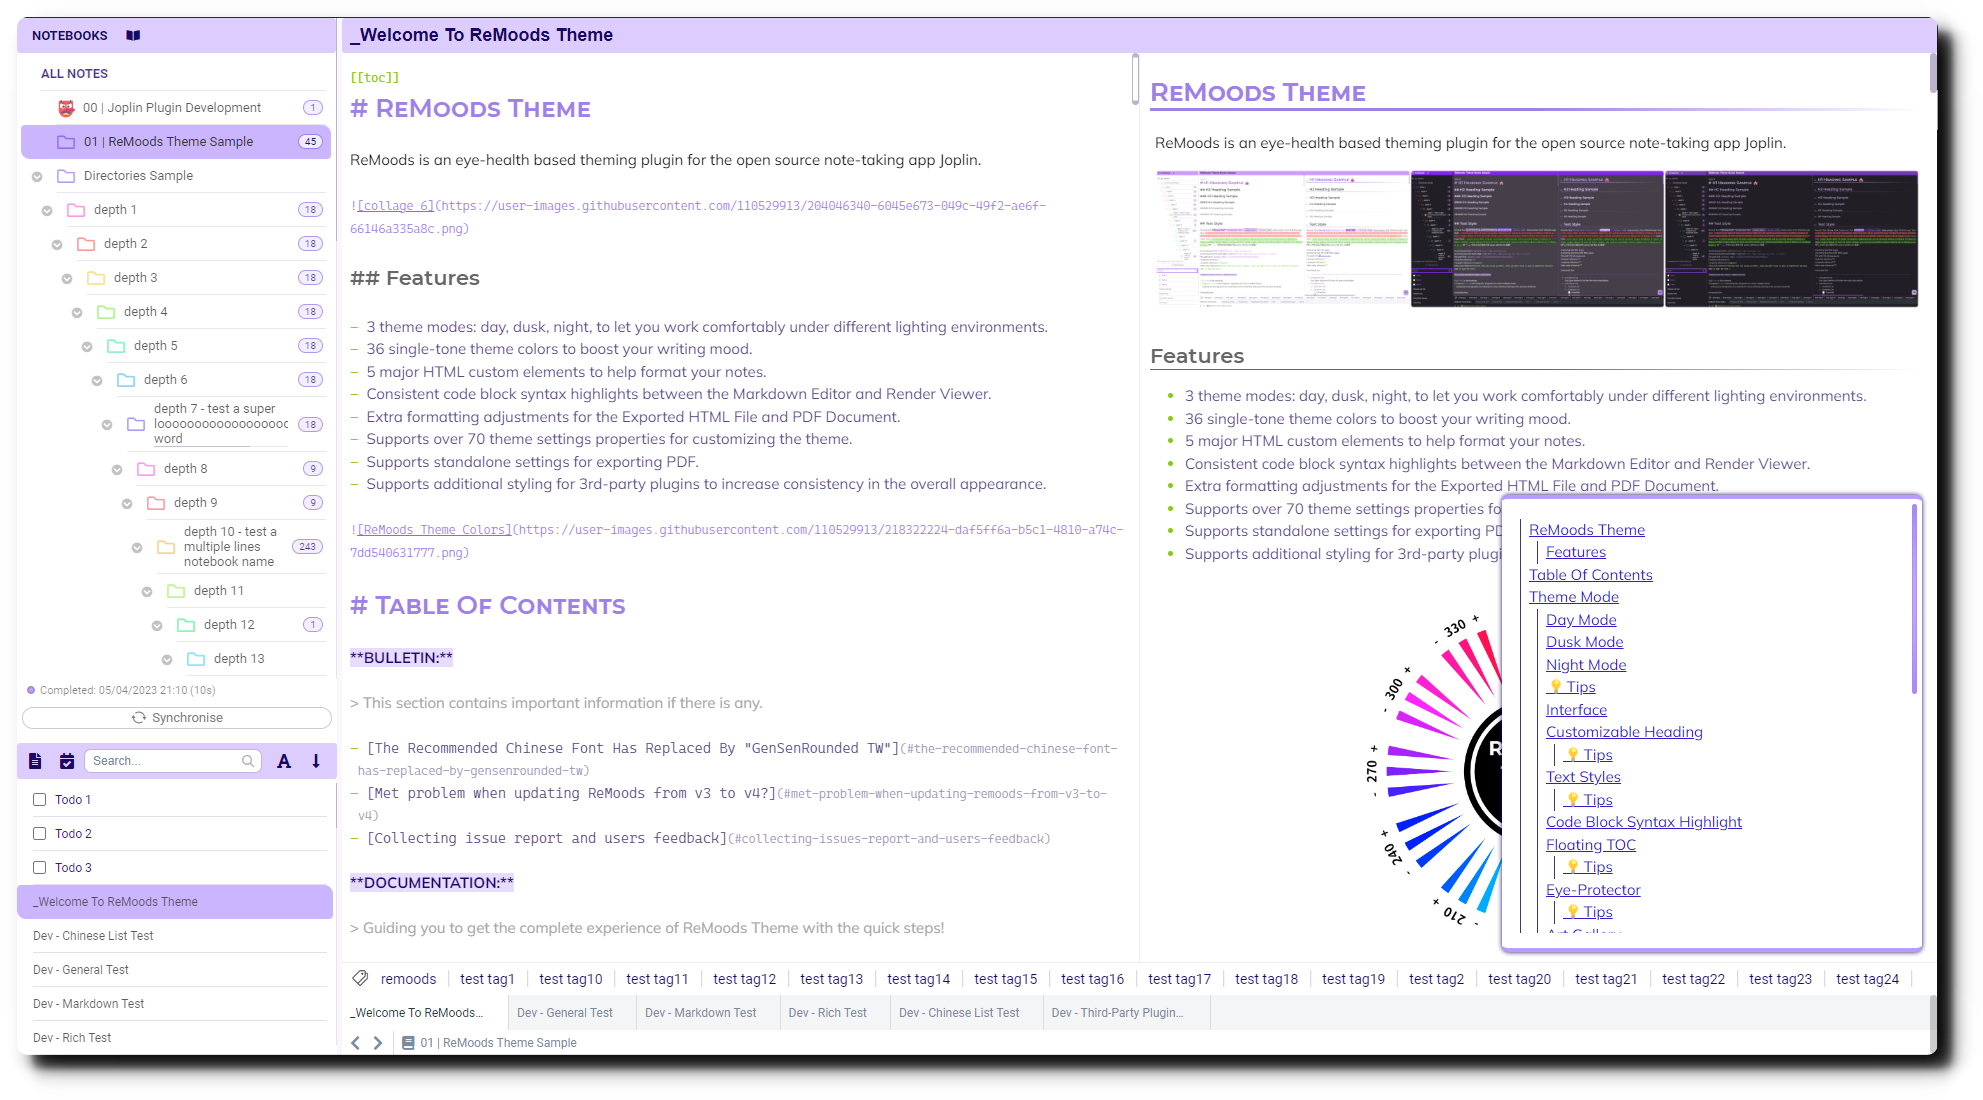 NOTEBOOKS
ALL NOTES
00 | Joplin Plugin Development 1
01 | ReMoods Theme Sample 45
Directories Sample
depth 1 18
depth 2 18
depth 3 18
depth 4 18
depth 5 18
depth 6 18
depth 7 - test a super
looooooooooooooooooc
word
18
depth 8 9
depth 9 9
depth 10 - test a
multiple lines
notebook name
243
depth 11
depth 12 1
depth 13
Completed: 05/04/2023 21:10 (10s)
Synchronise
Search...
Todo 1
Todo 2
Todo 3
_Welcome To ReMoods Theme
Dev - Chinese List Test
Dev - General Test
Dev - Markdown Test
Dev - Rich Test
_Welcome To ReMoods Theme
[[toc]]
# REMOODS THEME
ReMoods is an eye-health based theming plugin for the open source note-taking app Joplin.
![collage 6](https://user-images.githubusercontent.com/110529913/204046340-6045e673-049c-49f2-ae6f-
66146a335a8c.png)
## Features
- 3 theme modes: day, dusk, night, to let you work comfortably under different lighting environments.
- 36 single-tone theme colors to boost your writing mood.
- 5 major HTML custom elements to help format your notes.
- Consistent code block syntax highlights between the Markdown Editor and Render Viewer.
- Extra formatting adjustments for the Exported HTML File and PDF Document.
- Supports over 70 theme settings properties for customizing the theme.
- Supports standalone settings for exporting PDF.
- Supports additional styling for 3rd-party plugins to increase consistency in the overall appearance.
![ReMoods Theme Colors](https://user-images.githubusercontent.com/110529913/218322224-daf5ff6a-b5c1-4810-a74c-
7dd540631777.png)
# TABLE OF CONTENTS
**BULLETIN:**
> This section contains important information if there is any.
- [The Recommended Chinese Font Has Replaced By "GenSenRounded TW"](#the-recommended-chinese-font-
has-replaced-by-gensenrounded-tw)
- [Met problem when updating ReMoods from v3 to v4?](#met-problem-when-updating-remoods-from-v3-to-
v4)
- [Collecting issue report and users feedback](#collecting-issues-report-and-users-feedback)
**DOCUMENTATION:**
> Guiding you to get the complete experience of ReMoods Theme with the quick steps!
REMOODS THEME
ReMoods is an eye-health based theming plugin for the open source note-taking app Joplin.
Features
• 3 theme modes: day, dusk, night, to let you work comfortably under different lighting environments.
• 36 single-tone theme colors to boost your writing mood.
• 5 major HTML custom elements to help format your notes.
• Consistent code block syntax highlights between the Markdown Editor and Render Viewer.
• Extra formatting adjustments for the Exported HTML File and PDF Document.
• Supports over 70 theme settings properties fo
• Supports standalone settings for exporting PD
• Supports additional styling for 3rd-party plugi
- 330 +
- 300 +
- 270 +
- 240 +
- 210 +
R
ReMoods Theme
Features
Table Of Contents
Theme Mode
Day Mode
Dusk Mode
Night Mode
💡 Tips
Interface
Customizable Heading
💡 Tips
Text Styles
💡 Tips
Code Block Syntax Highlight
Floating TOC
💡 Tips
Eye-Protector
💡 Tips
Art Gallery
remoods test tag1 test tag10 test tag11 test tag12 test tag13 test tag14 test tag15 test tag16 test tag17 test tag18 test tag19 test tag2 test tag20 test tag21 test tag22 test tag23 test tag24
_Welcome To ReMoods... Dev - General Test Dev - Markdown Test Dev - Rich Test Dev - Chinese List Test Dev - Third-Party Plugin...
01 | ReMoods Theme Sample